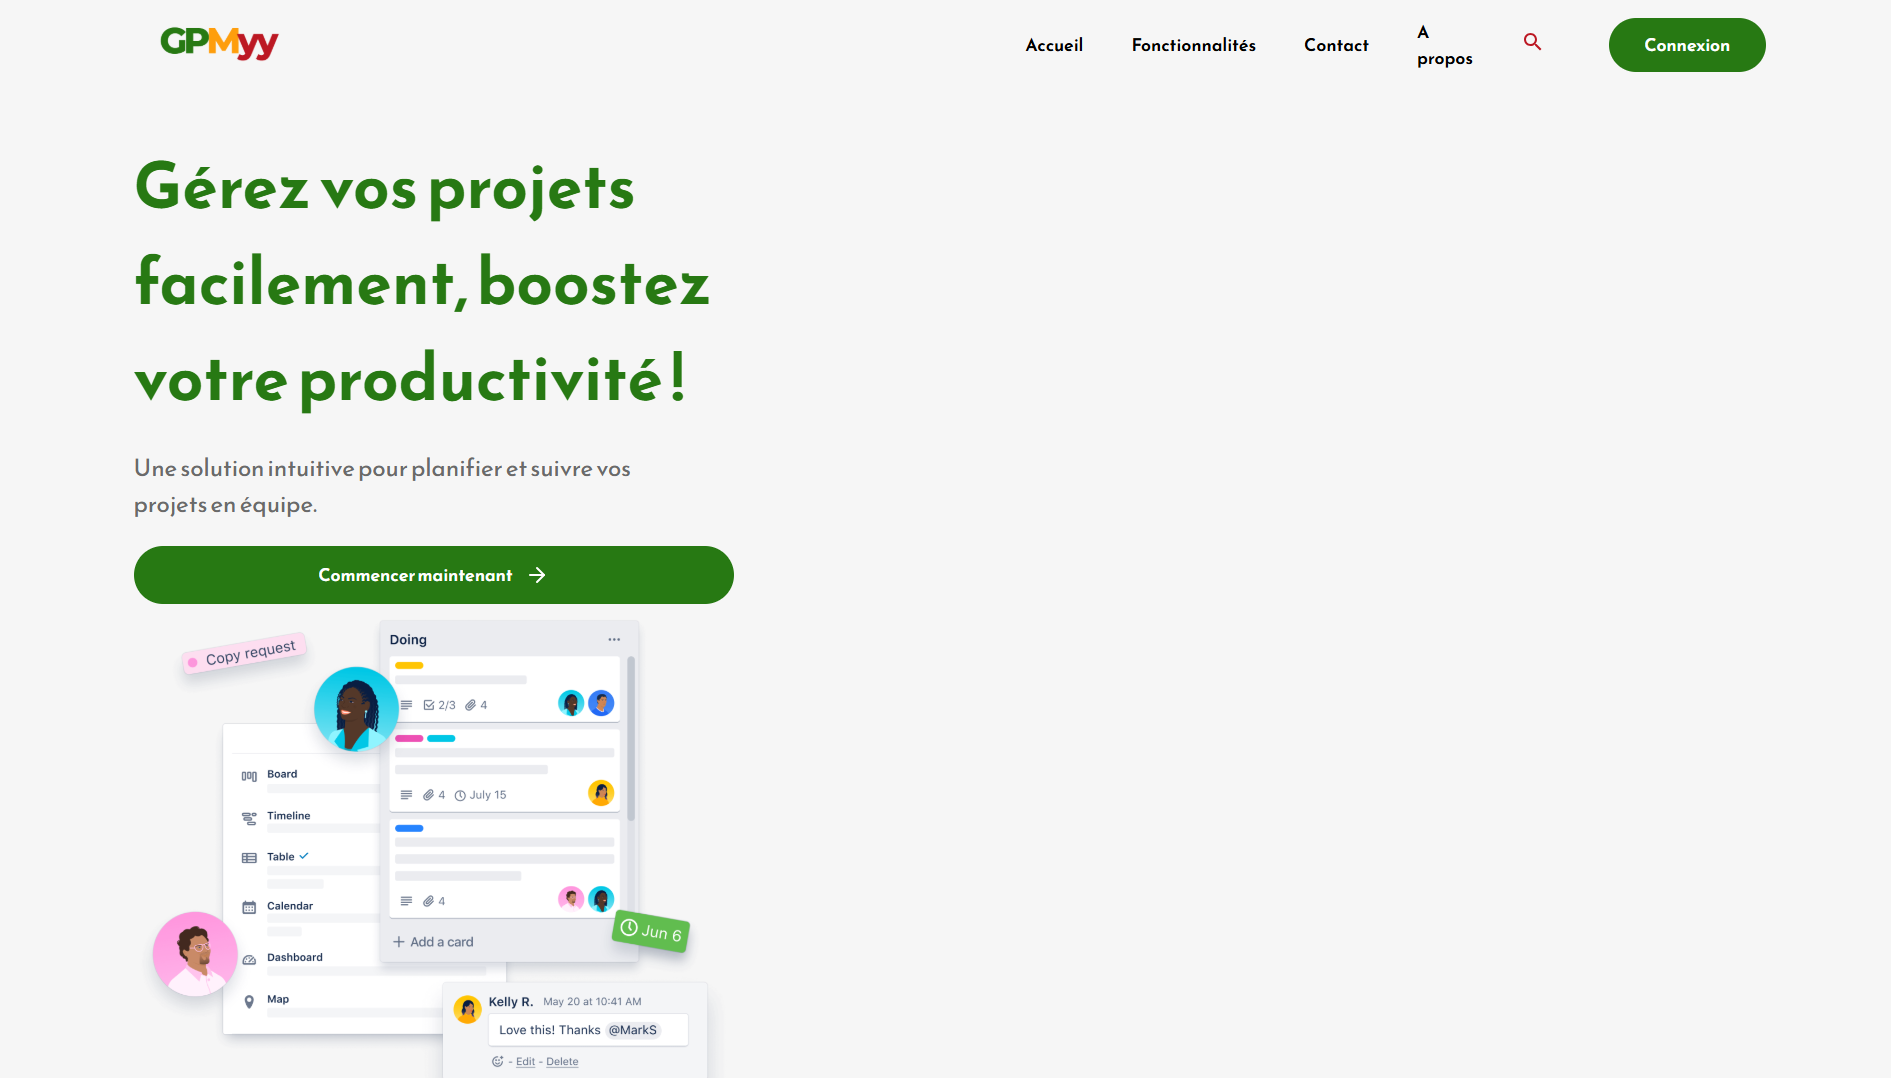 GPMyy
Accueil
Fonctionnalités
Contact
A
propos
Connexion
Gérez vos projets
facilement, boostez
votre productivité !
Une solution intuitive pour planifier et suivre vos
projets en équipe.
Commencer maintenant
Copy request
Doing
2/3 4
4 July 15
4
Add a card
Jun 6
Board
Timeline
Table
Calendar
Dashboard
Map
Kelly R. May 20 at 10:41 AM
Love this! Thanks @MarkS
- Edit - Delete